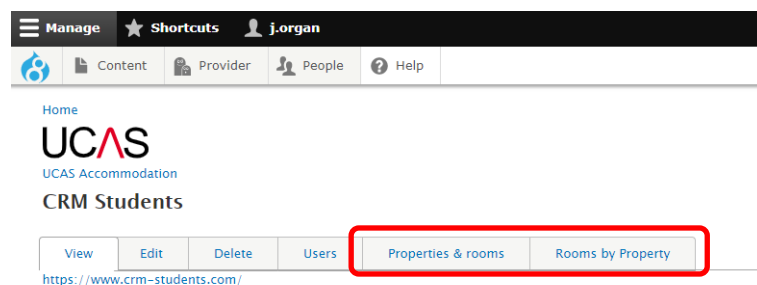 Manage Shortcuts j.organ
Content Provider People Help
Home
UCAS
UCAS Accommodation
CRM Students
View Edit Delete Users Properties & rooms Rooms by Property
https://www.crm-students.com/